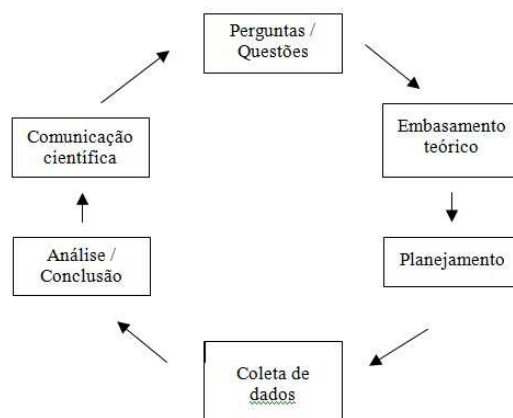 Perguntas /
Questões
Embasamento
teórico
Planejamento
Coleta de
dados
Análise /
Conclusão
Comunicação
científica